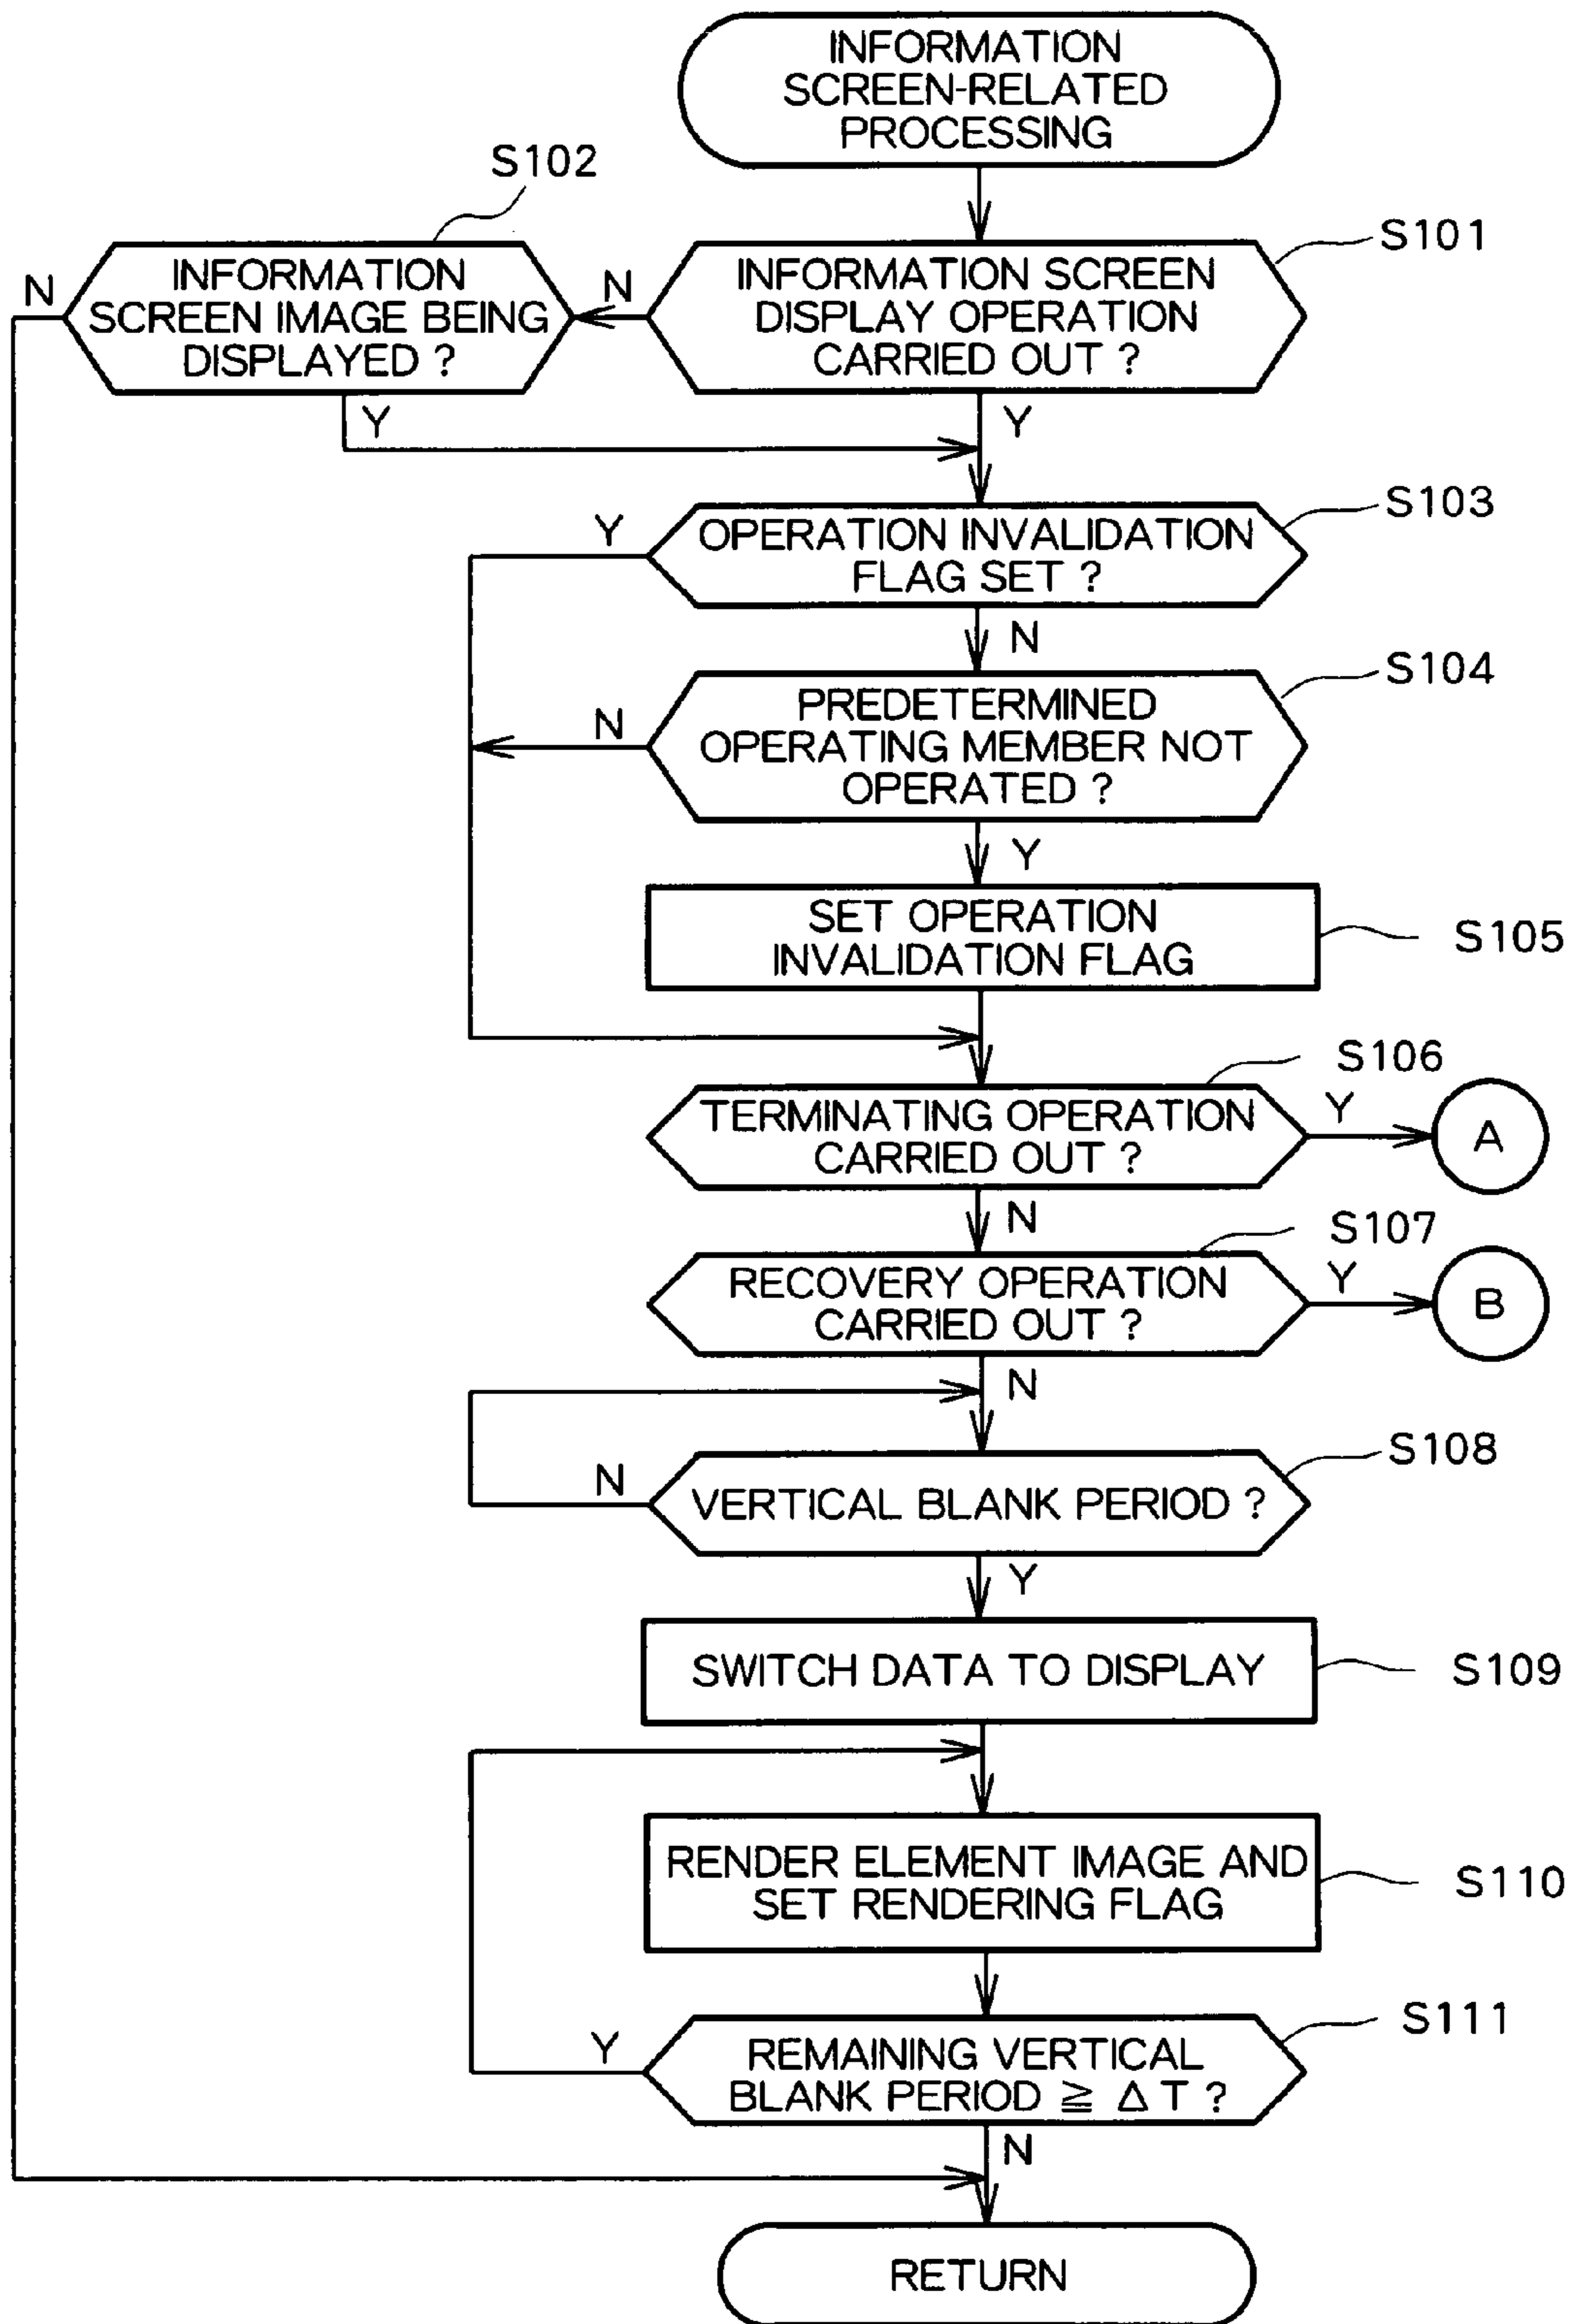 INFORMATION
SCREEN-RELATED
PROCESSING
S102
S101
N
INFORMATION
SCREEN IMAGE BEING
DISPLAYED ?
N
INFORMATION SCREEN
DISPLAY OPERATION
CARRIED OUT ?
Y
Y
S103
Y
OPERATION INVALIDATION
FLAG SET ?
N
S104
N
PREDETERMINED
OPERATING MEMBER NOT
OPERATED ?
Y
SET OPERATION
INVALIDATION FLAG
S105
S106
TERMINATING OPERATION
CARRIED OUT ?
Y
A
N
S107
RECOVERY OPERATION
CARRIED OUT ?
Y
B
N
S108
N
VERTICAL BLANK PERIOD ?
Y
SWITCH DATA TO DISPLAY
S109
RENDER ELEMENT IMAGE AND
SET RENDERING FLAG
S110
S111
Y
REMAINING VERTICAL
BLANK PERIOD ≧ Δ T ?
N
RETURN